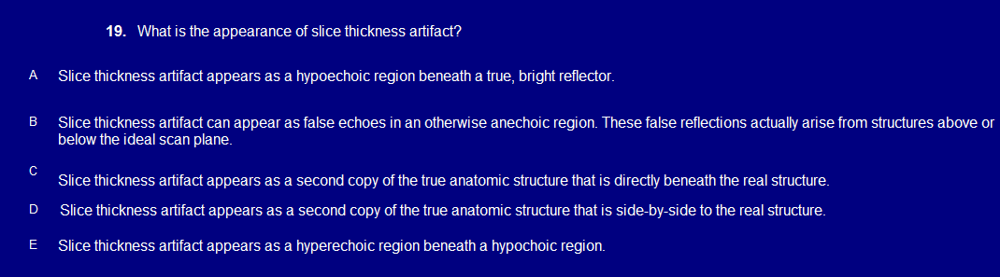 19. What is the appearance of slice thickness artifact?
A Slice thickness artifact appears as a hypoechoic region beneath a true, bright reflector.
B Slice thickness artifact can appear as false echoes in an otherwise anechoic region. These false reflections actually arise from structures above or
below the ideal scan plane.
C Slice thickness artifact appears as a second copy of the true anatomic structure that is directly beneath the real structure.
D Slice thickness artifact appears as a second copy of the true anatomic structure that is side-by-side to the real structure.
E Slice thickness artifact appears as a hyperechoic region beneath a hypochoic region.